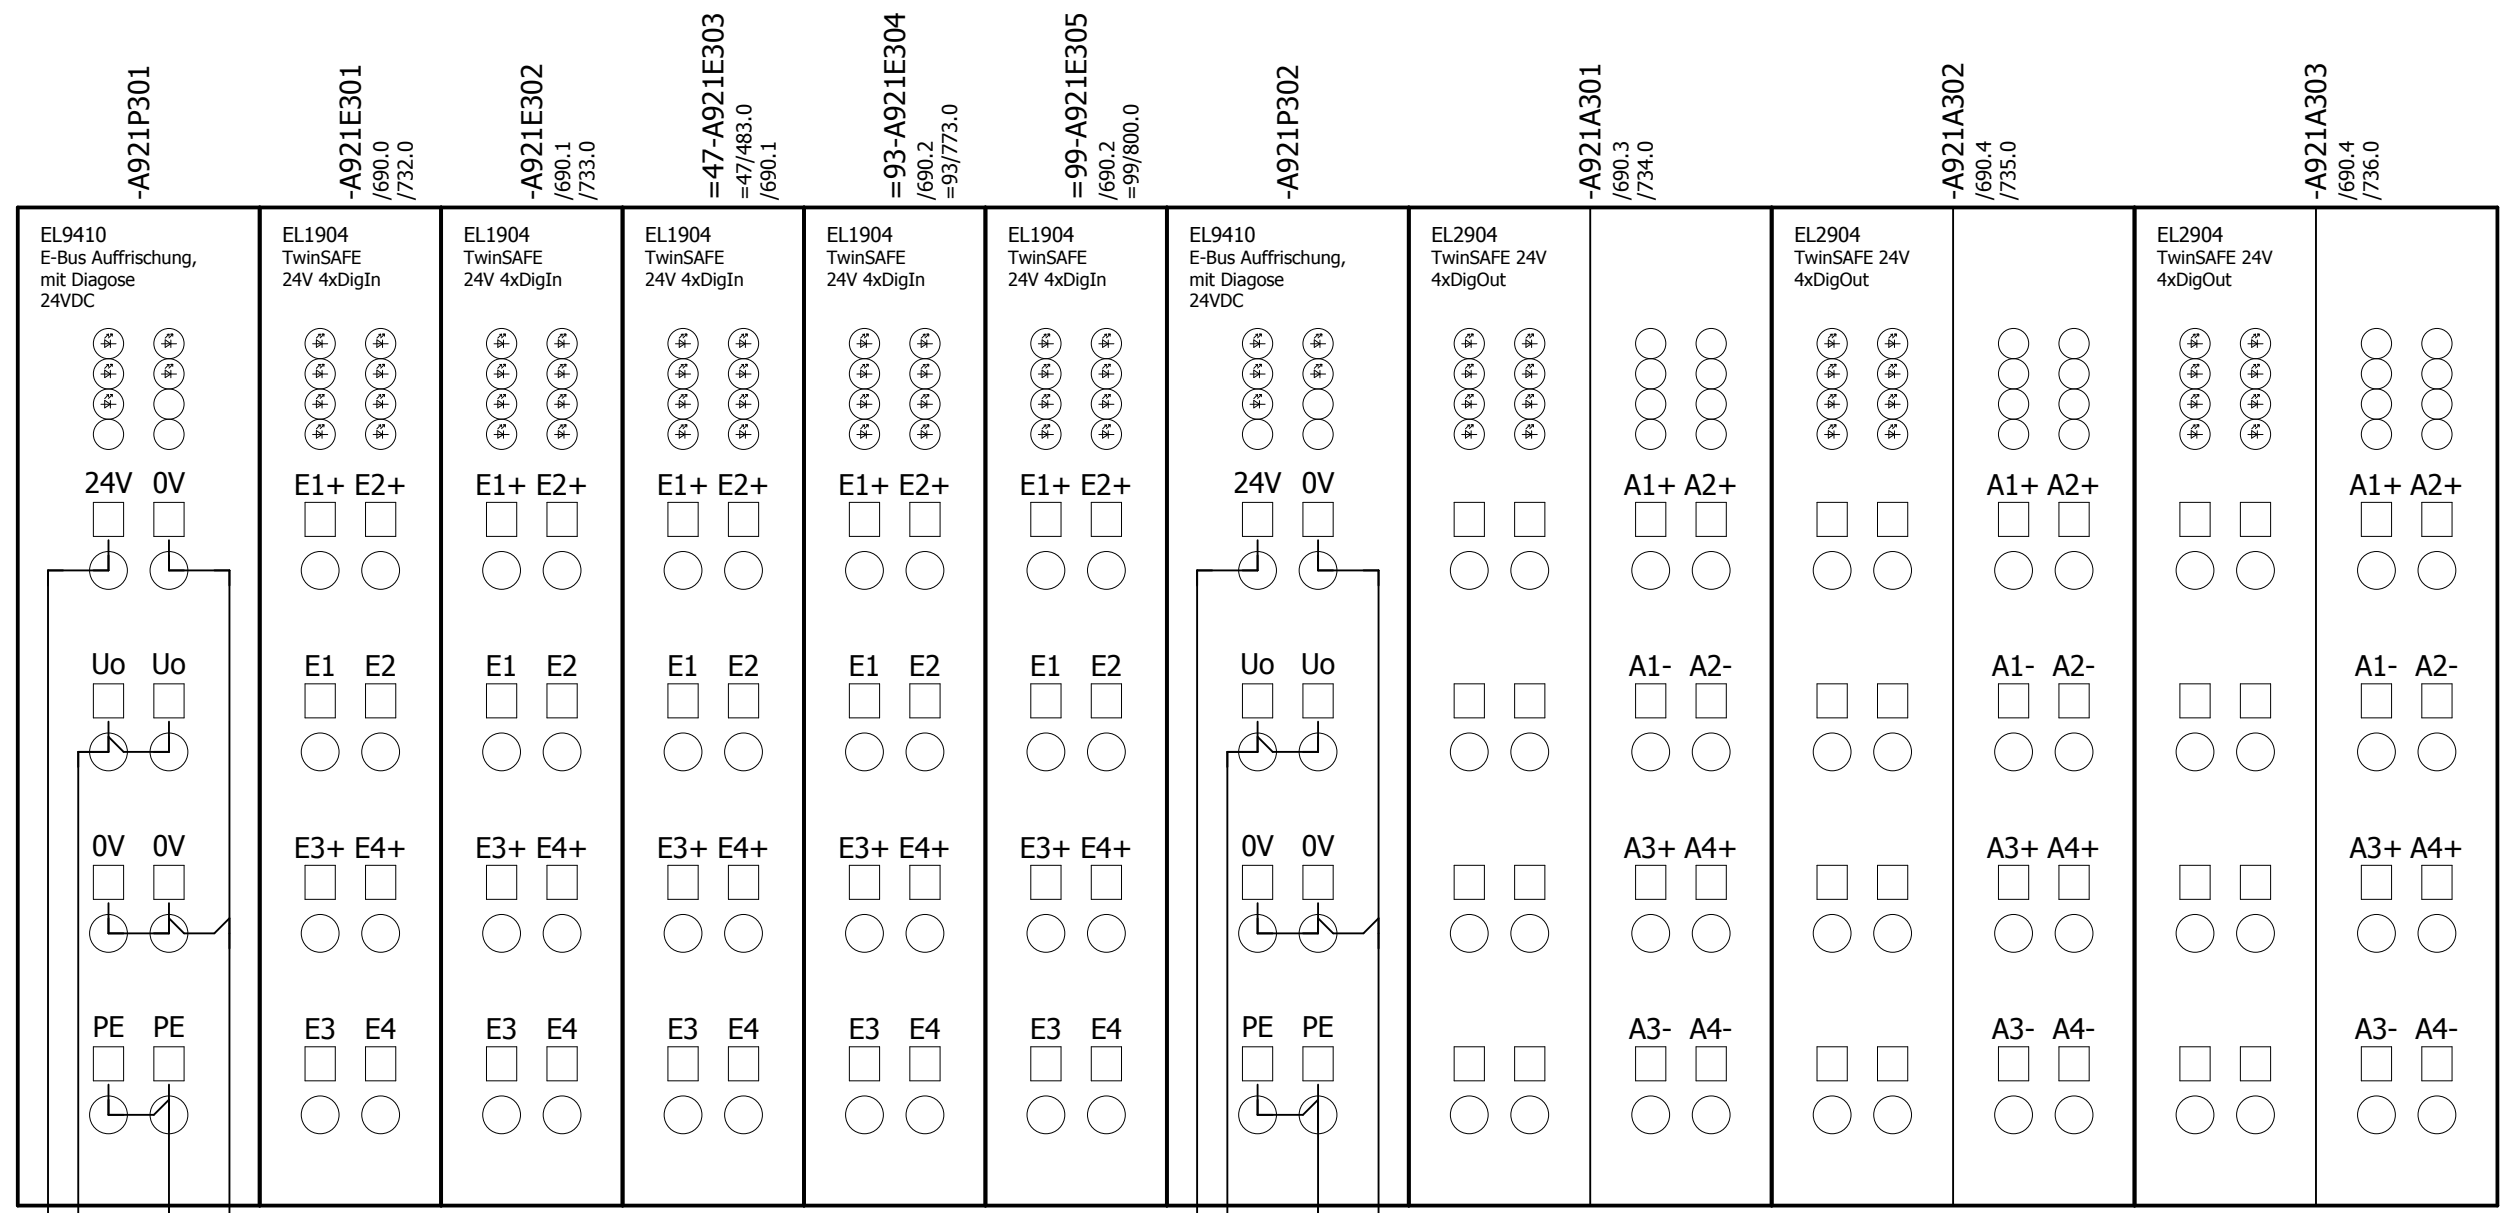 -A921P301
-A921E301
/690.0
/732.0
-A921E302
/690.1
/733.0
=47-A921E303
=47/483.0
/690.1
=93-A921E304
/690.2
=93/773.0
=99-A921E305
/690.2
=99/800.0
-A921P302
-A921A301
/690.3
/734.0
-A921A302
/690.4
/735.0
-A921A303
/690.4
/736.0
EL9410
E-Bus Auffrischung,
mit Diagose
24VDC
24V 0V
Uo Uo
0V 0V
PE PE
EL1904
TwinSAFE
24V 4xDigIn
E1+ E2+
E1 E2
E3+ E4+
E3 E4
EL1904
TwinSAFE
24V 4xDigIn
E1+ E2+
E1 E2
E3+ E4+
E3 E4
EL1904
TwinSAFE
24V 4xDigIn
E1+ E2+
E1 E2
E3+ E4+
E3 E4
EL1904
TwinSAFE
24V 4xDigIn
E1+ E2+
E1 E2
E3+ E4+
E3 E4
EL1904
TwinSAFE
24V 4xDigIn
E1+ E2+
E1 E2
E3+ E4+
E3 E4
EL9410
E-Bus Auffrischung,
mit Diagose
24VDC
24V 0V
Uo Uo
0V 0V
PE PE
EL2904
TwinSAFE 24V
4xDigOut
A1+ A2+
A1- A2-
A3+ A4+
A3- A4-
EL2904
TwinSAFE 24V
4xDigOut
A1+ A2+
A1- A2-
A3+ A4+
A3- A4-
EL2904
TwinSAFE 24V
4xDigOut
A1+ A2+
A1- A2-
A3+ A4+
A3- A4-